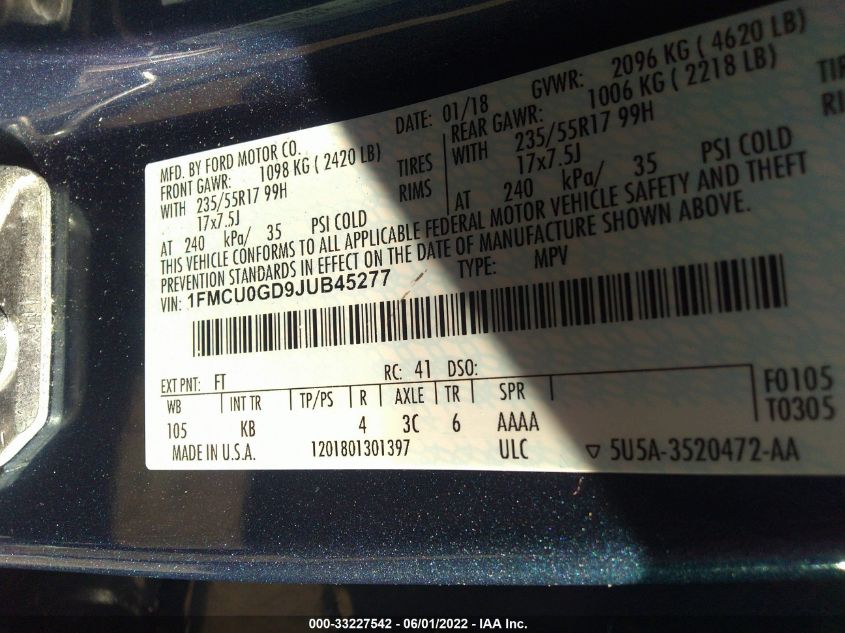 MFD. BY FORD MOTOR CO.
DATE: 01/18 GVWR: 2096 KG ( 4620 LB)
FRONT GAWR: 1098 KG ( 2420 LB)
REAR GAWR: 1006 KG ( 2218 LB)
WITH 235/55R17 99H TIRES
WITH 235/55R17 99H
17x7.5J RIMS
17x7.5J
AT 240 kPa/ 35 PSI COLD
AT 240 kPa/ 35 PSI COLD
THIS VEHICLE CONFORMS TO ALL APPLICABLE FEDERAL MOTOR VEHICLE SAFETY AND THEFT
PREVENTION STANDARDS IN EFFECT ON THE DATE OF MANUFACTURE SHOWN ABOVE.
VIN: 1FMCU0GD9JUB45277 TYPE: MPV
EXT PNT: FT RC: 41 DSO:
WB INT TR TP/PS R AXLE TR SPR
F0105
105 KB 4 3C 6 AAAA
T0305
MADE IN U.S.A. 1201801301397 ULC ▽ 5U5A-3520472-AA
000-33227542 - 06/01/2022 - IAA Inc.